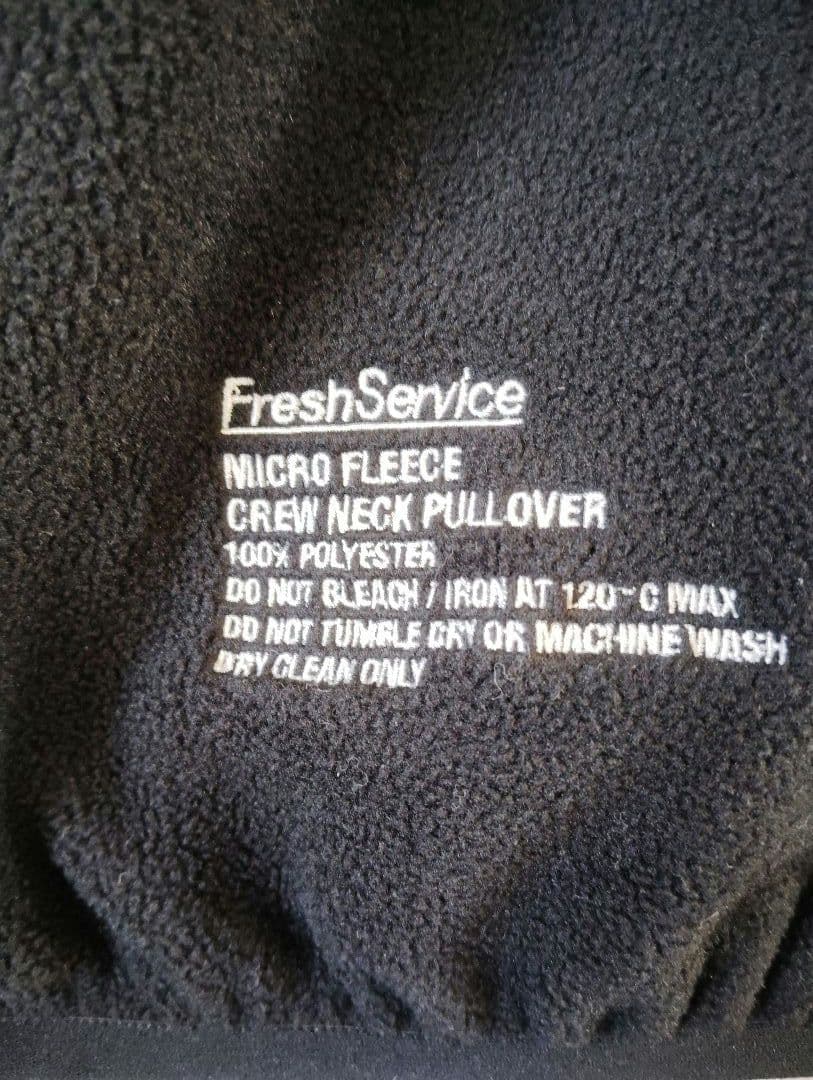 FreshService
MICRO FLEECE
CREW NECK PULLOVER
100% POLYESTER
DO NOT BLEACH / IRON AT 120°C MAX
DO NOT TUMBLE DRY OR MACHINE WASH
DRY CLEAN ONLY